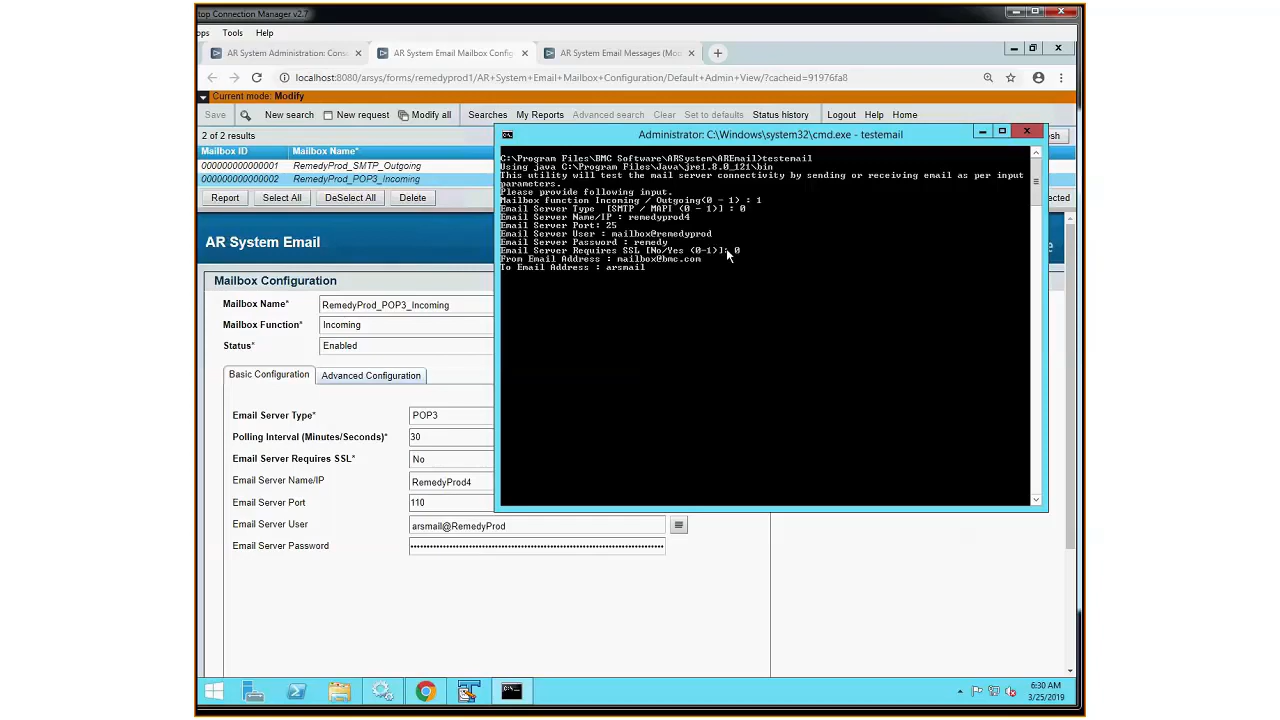 top Connection Manager v2.7
ops Tools Help
AR System Administration: Cons
AR System Email Mailbox Config
AR System Email Messages (Mod
localhost:8080/arsys/forms/remedyprod1/AR+System+Email+Mailbox+Configuration/Default+Admin+View/?cacheid=91976fa8
Current mode: Modify
Save New search New request Modify all Searches My Reports Advanced search Clear Set to defaults Status history Logout Help Home
2 of 2 results
esh
Mailbox ID Mailbox Name*
000000000000001 RemedyProd_SMTP_Outgoing
000000000000002 RemedyProd_POP3_Incoming
Report Select All DeSelect All Delete
ected
AR System Email
Mailbox Configuration
Mailbox Name* RemedyProd_POP3_Incoming
Mailbox Function* Incoming
Status* Enabled
Basic Configuration Advanced Configuration
Email Server Type* POP3
Polling Interval (Minutes/Seconds)* 30
Email Server Requires SSL* No
Email Server Name/IP RemedyProd4
Email Server Port 110
Email Server User arsmail@RemedyProd
Email Server Password
Administrator: C:\Windows\system32\cmd.exe - testemail
C:\Program Files\BMC Software\ARSystem\AREmail>testemail
Using java C:\Program Files\Java\jre1.8.0_121\bin
This utility will test the mail server connectivity by sending or receiving email as per input
parameters.
Please provide following input.
Mailbox function Incoming / Outgoing(0 - 1) : 1
Email Server Type [SMTP / MAPI (0 - 1)] : 0
Email Server Name/IP : remedyprod4
Email Server Port: 25
Email Server User : mailbox@remedyprod
Email Server Password : remedy
Email Server Requires SSL [No/Yes (0-1)]: 0
From Email Address : mailbox@bmc.com
To Email Address : arsmail
6:30 AM
3/25/2019